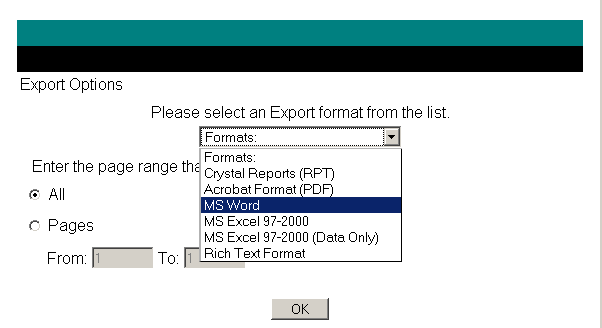 Export Options
Please select an Export format from the list.
Formats:
Formats:
Crystal Reports (RPT)
Acrobat Format (PDF)
MS Word
MS Excel 97-2000
MS Excel 97-2000 (Data Only)
Rich Text Format
Enter the page range
All
Pages
From: 1 To: 1
OK